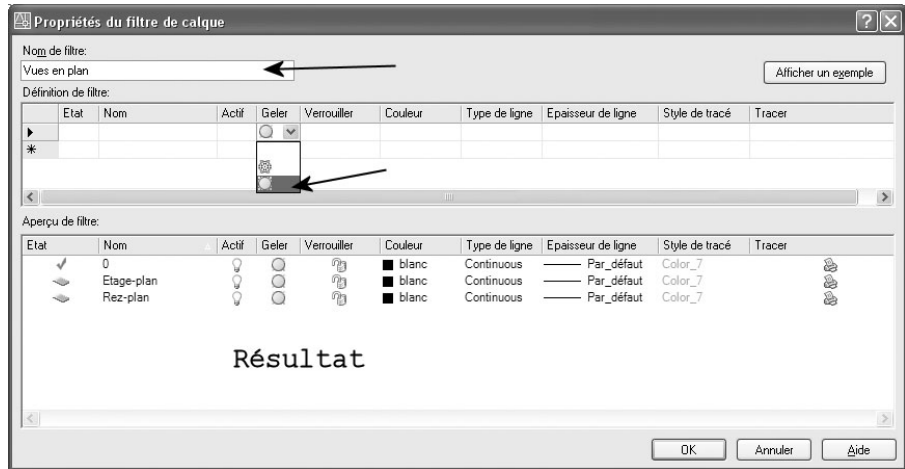 Propriétés du filtre de calque
Nom de filtre:
Vues en plan
Afficher un exemple
Définition de filtre:
Etat Nom Actif Geler Verrouiller Couleur Type de ligne Epaisseur de ligne Style de tracé Tracer
Aperçu de filtre:
Etat Nom Actif Geler Verrouiller Couleur Type de ligne Epaisseur de ligne Style de tracé Tracer
0 blanc Continuous Par_défaut Color_7
Etage-plan blanc Continuous Par_défaut Color_7
Rez-plan blanc Continuous Par_défaut Color_7
Résultat
OK Annuler Aide